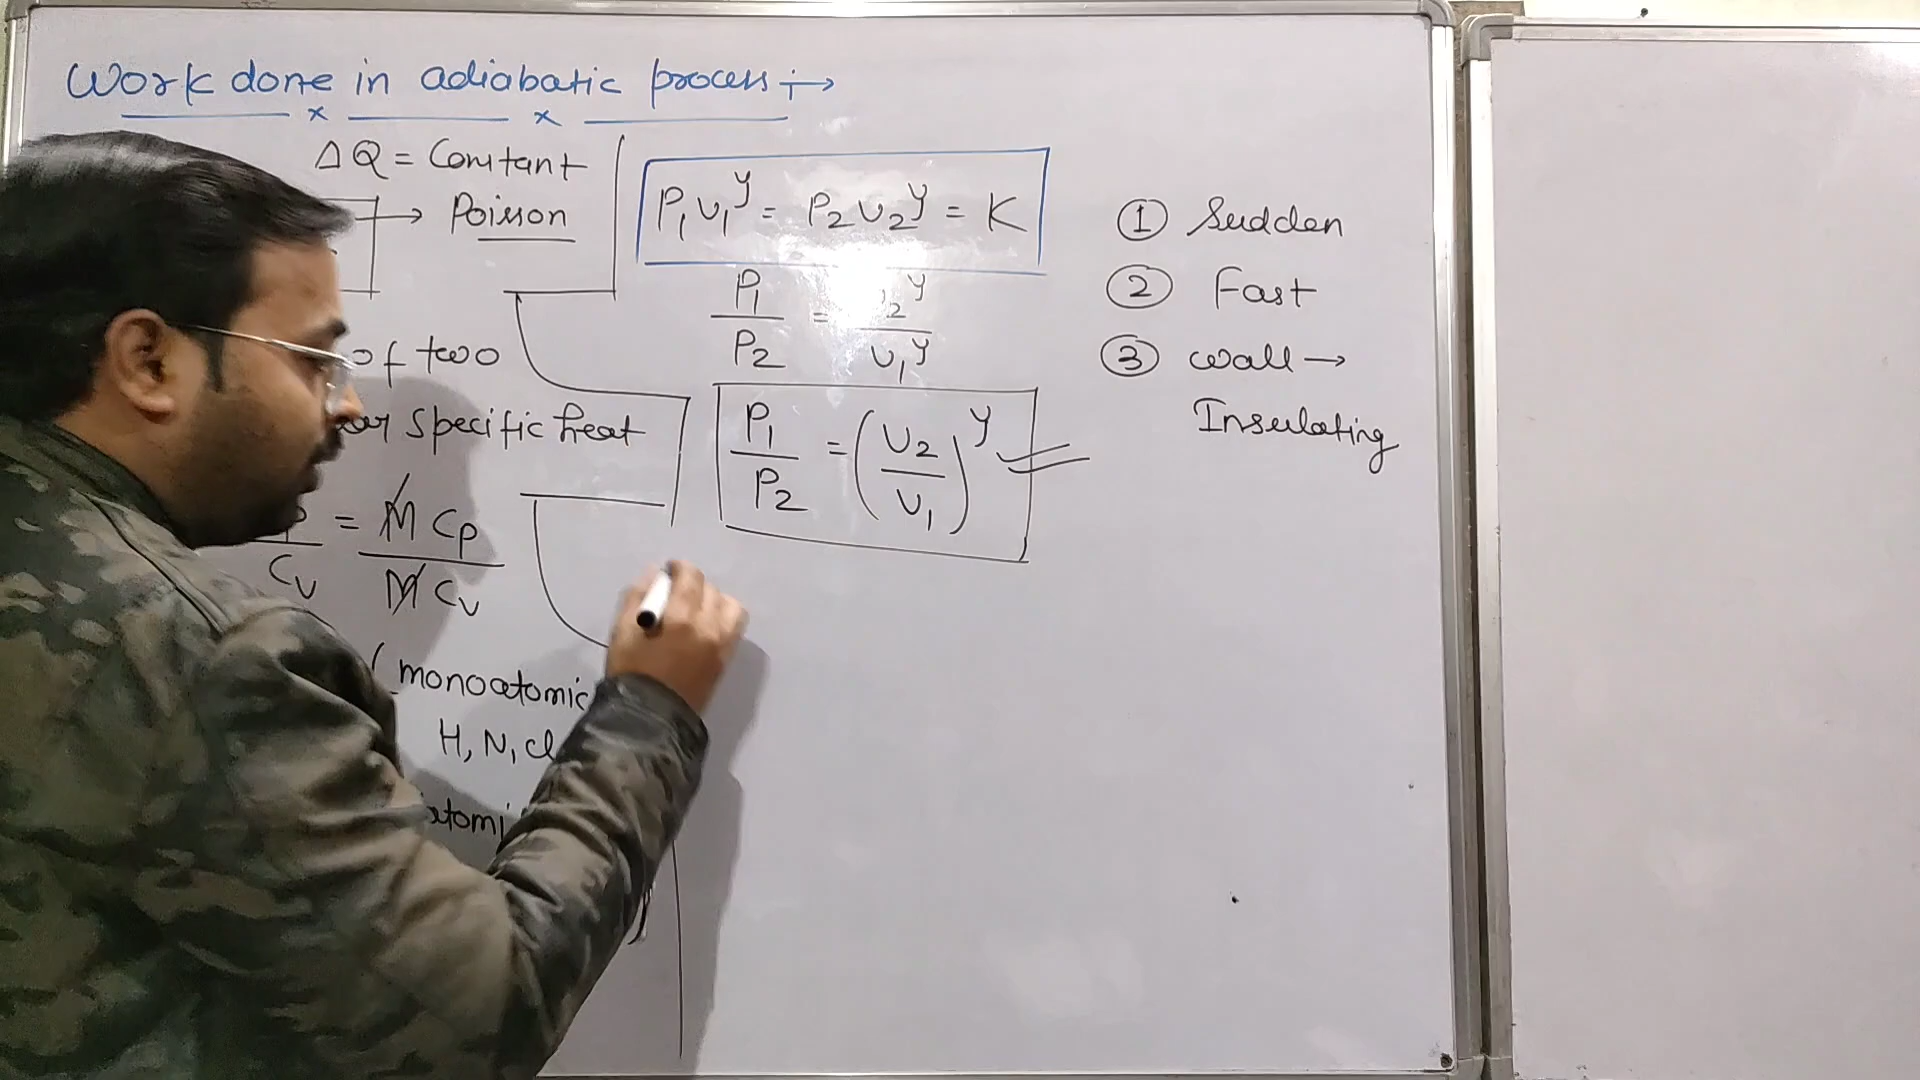 Work done in adiabatic process :→
ΔQ = Constant
→ Poisson
of two
specific heat
Cv = M Cp / M Cv
(monoatomic
H, N, Cl
P₁V₁^γ = P₂V₂^γ = K
P₁/P₂ = V₂^γ/V₁^γ
P₁/P₂ = (V₂/V₁)^γ
① Sudden
② Fast
③ Wall →
Insulating